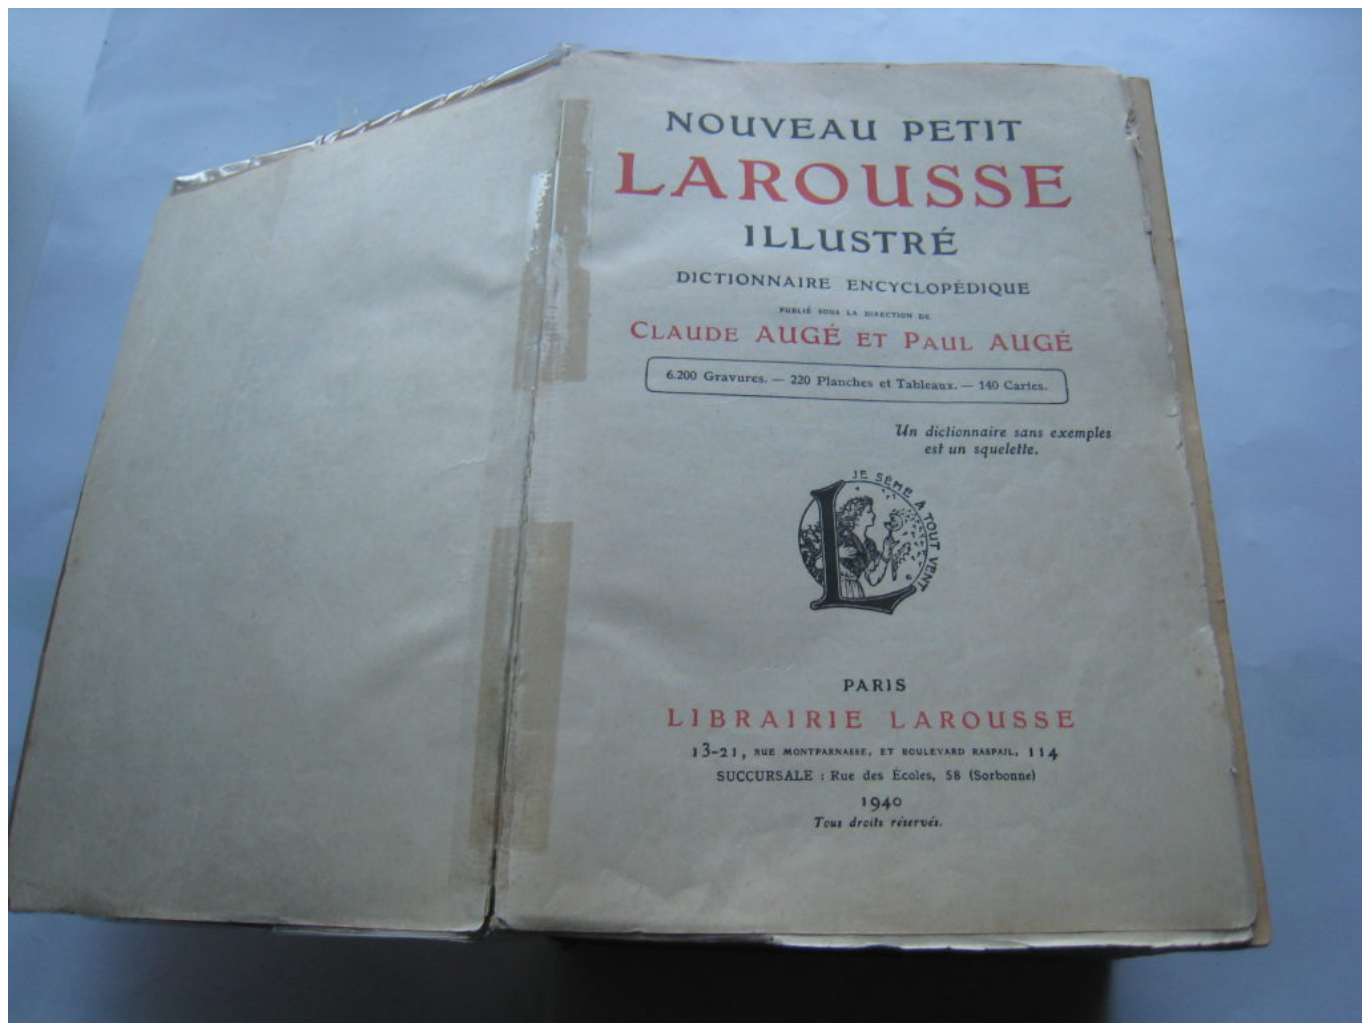 NOUVEAU PETIT
LAROUSSE
ILLUSTRÉ
DICTIONNAIRE ENCYCLOPÉDIQUE
PUBLIÉ SOUS LA DIRECTION DE
CLAUDE AUGÉ ET PAUL AUGÉ
6.200 Gravures. — 220 Planches et Tableaux. — 140 Cartes.
Un dictionnaire sans exemples
est un squelette.
JE SÈME À TOUT VENT
L
PARIS
LIBRAIRIE LAROUSSE
13-21, RUE MONTPARNASSE, ET BOULEVARD RASPAIL, 114
SUCCURSALE : Rue des Écoles, 58 (Sorbonne)
1940
Tous droits réservés.